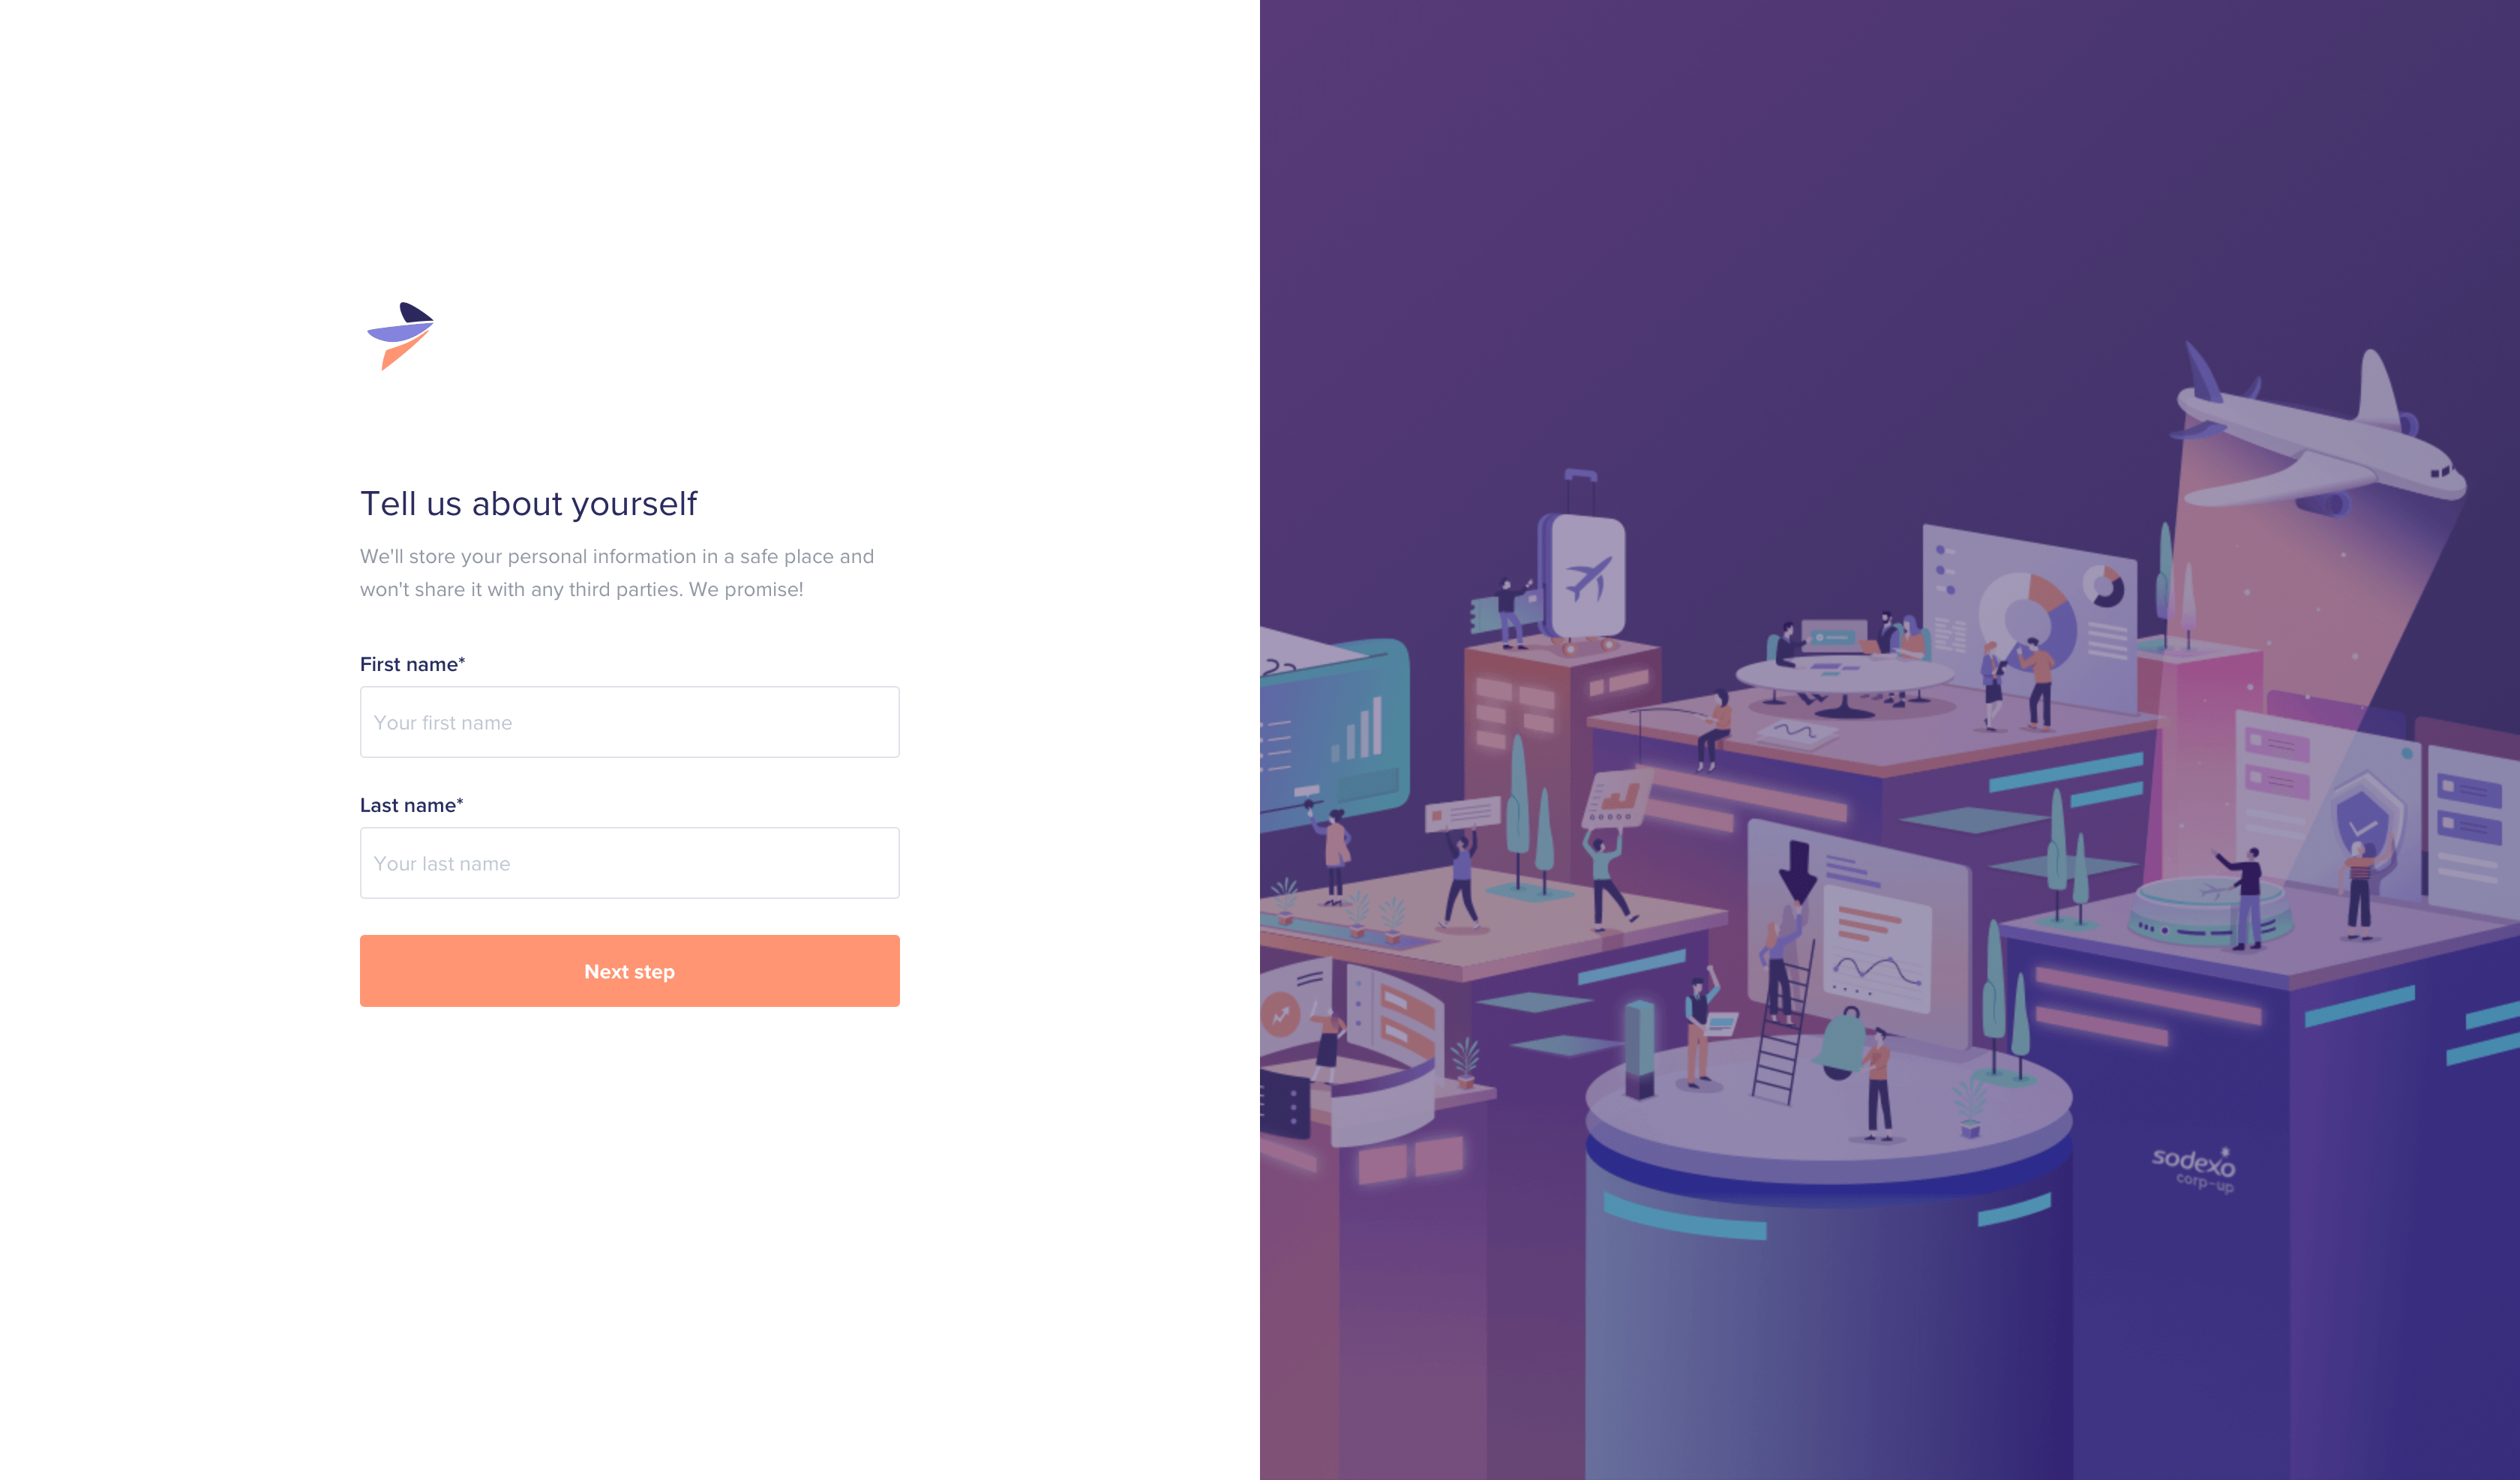 Tell us about yourself
We'll store your personal information in a safe place and
won't share it with any third parties. We promise!
First name*
Your first name
Last name*
Your last name
Next step
sodexo
corp-up